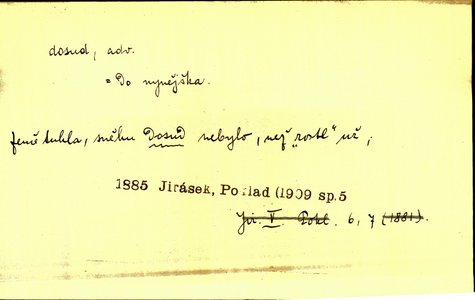 dosud, adv.
= Do nynějška.
země tuhla, sněhu Dosud nebylo, než "rostl" už,
1885 Jirásek, Poklad (1909 sp.5
Jir. V. Pokl. 6, 7 (1881).